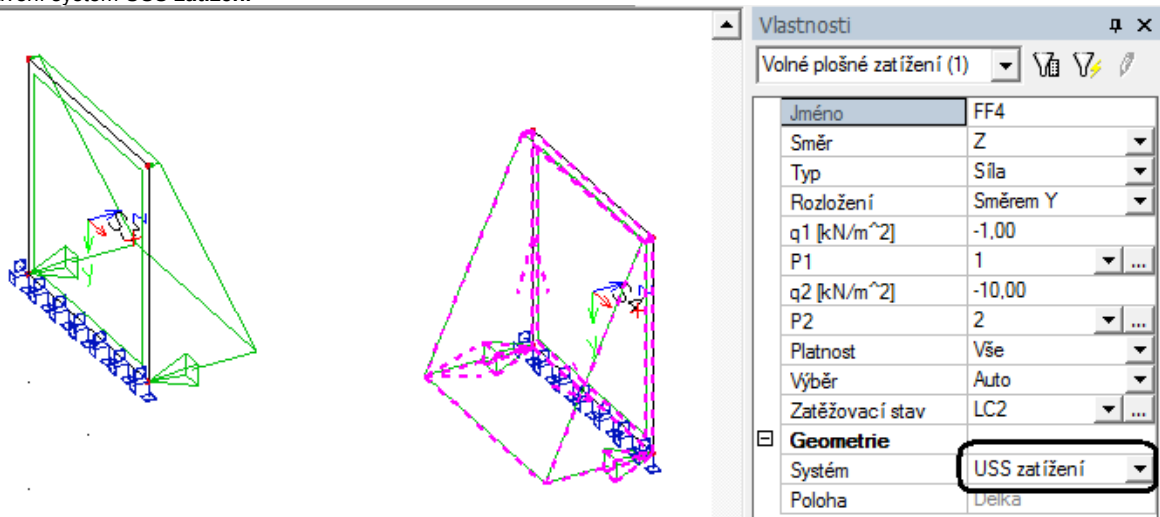 USS zatížení
Vlastnosti
Volné plošné zatížení (1)
Jméno FF4
Směr Z
Typ Síla
Rozložení Směrem Y
q1 [kN/m^2] -1,00
P1 1 ...
q2 [kN/m^2] -10,00
P2 2 ...
Platnost Vše
Výběr Auto
Zatěžovací stav LC2 ...
Geometrie
Systém USS zatížení
Poloha Délka